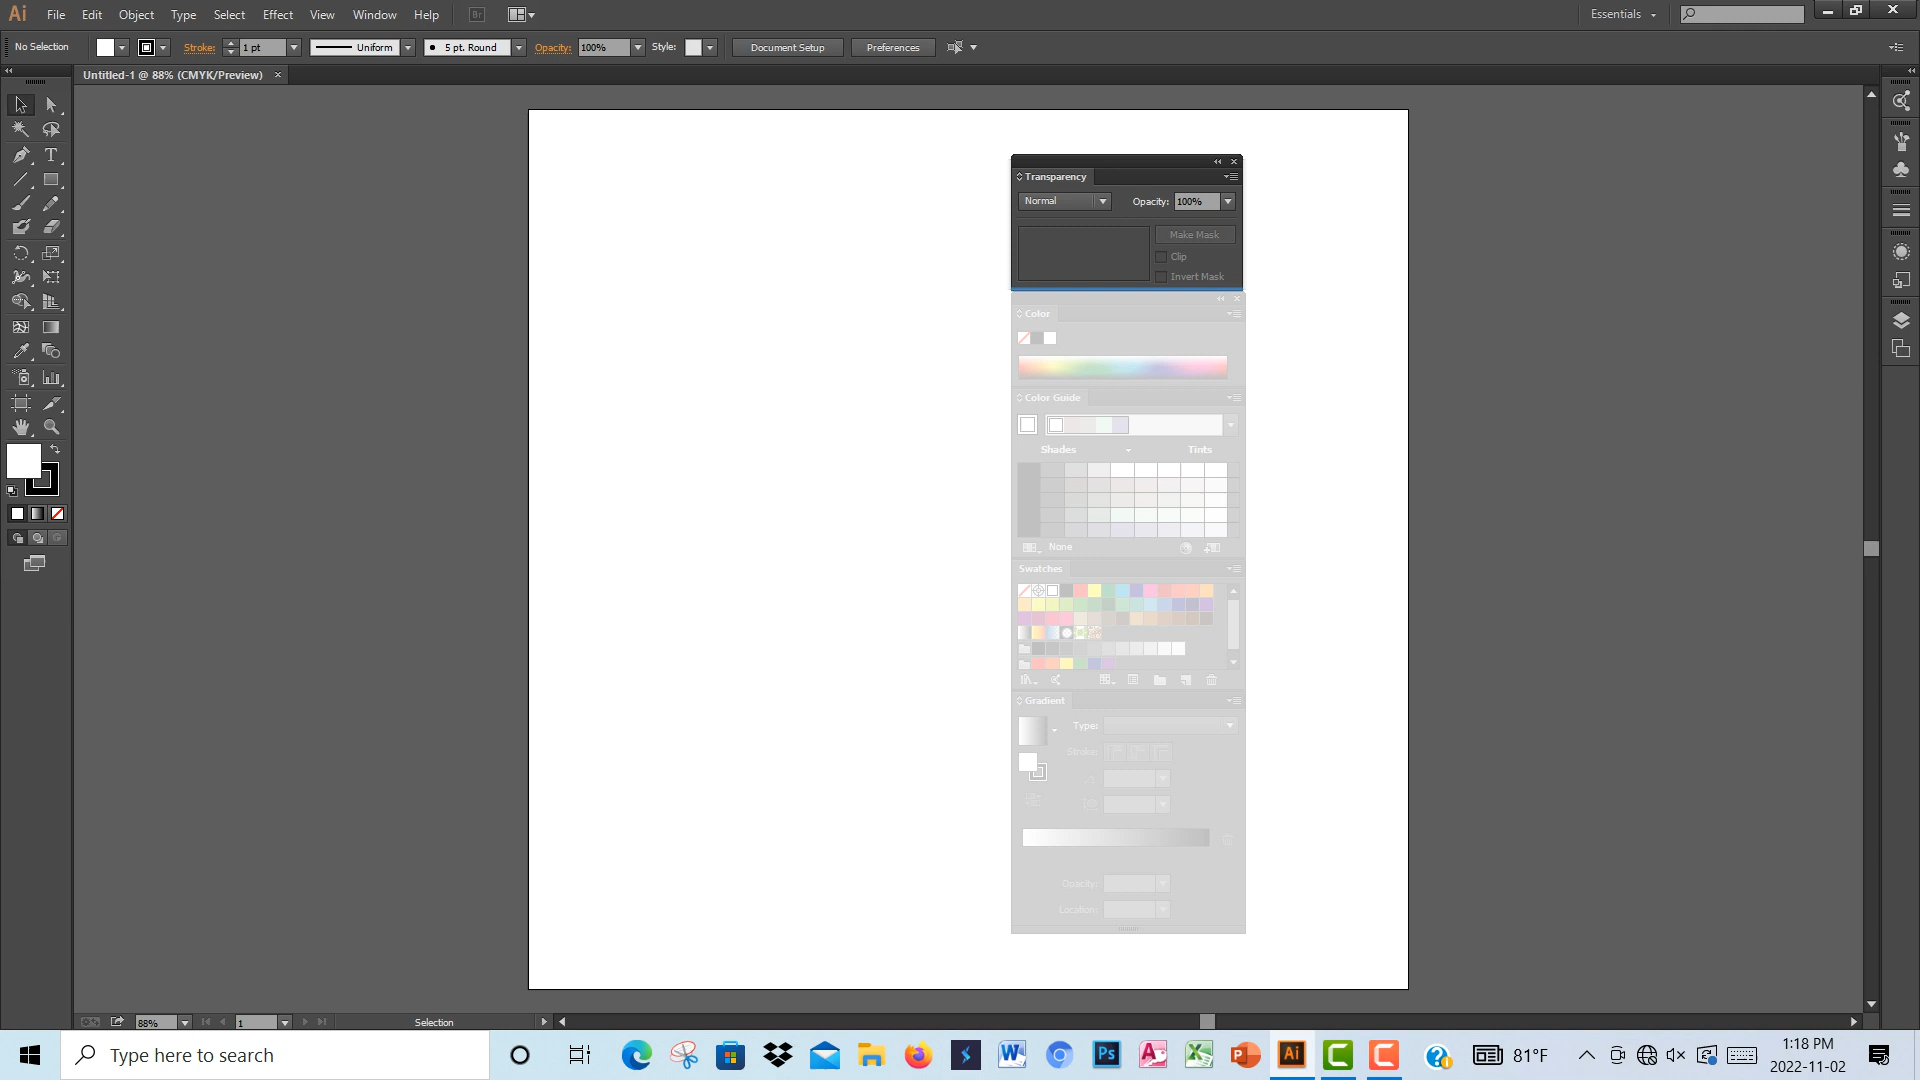 Ai File Edit Object Type Select Effect View Window Help Br Essentials
No Selection Stroke: 1 pt Uniform 5 pt. Round Opacity: 100% Style: Document Setup Preferences
Untitled-1 @ 88% (CMYK/Preview) ×
Transparency
Normal Opacity: 100%
Make Mask
Clip
Invert Mask
Color
Color Guide
Shades Tints
None
Swatches
Gradient
Type:
Stroke:
Opacity:
Location:
88% 1 Selection
Type here to search 81°F 1:18 PM
2022-11-02